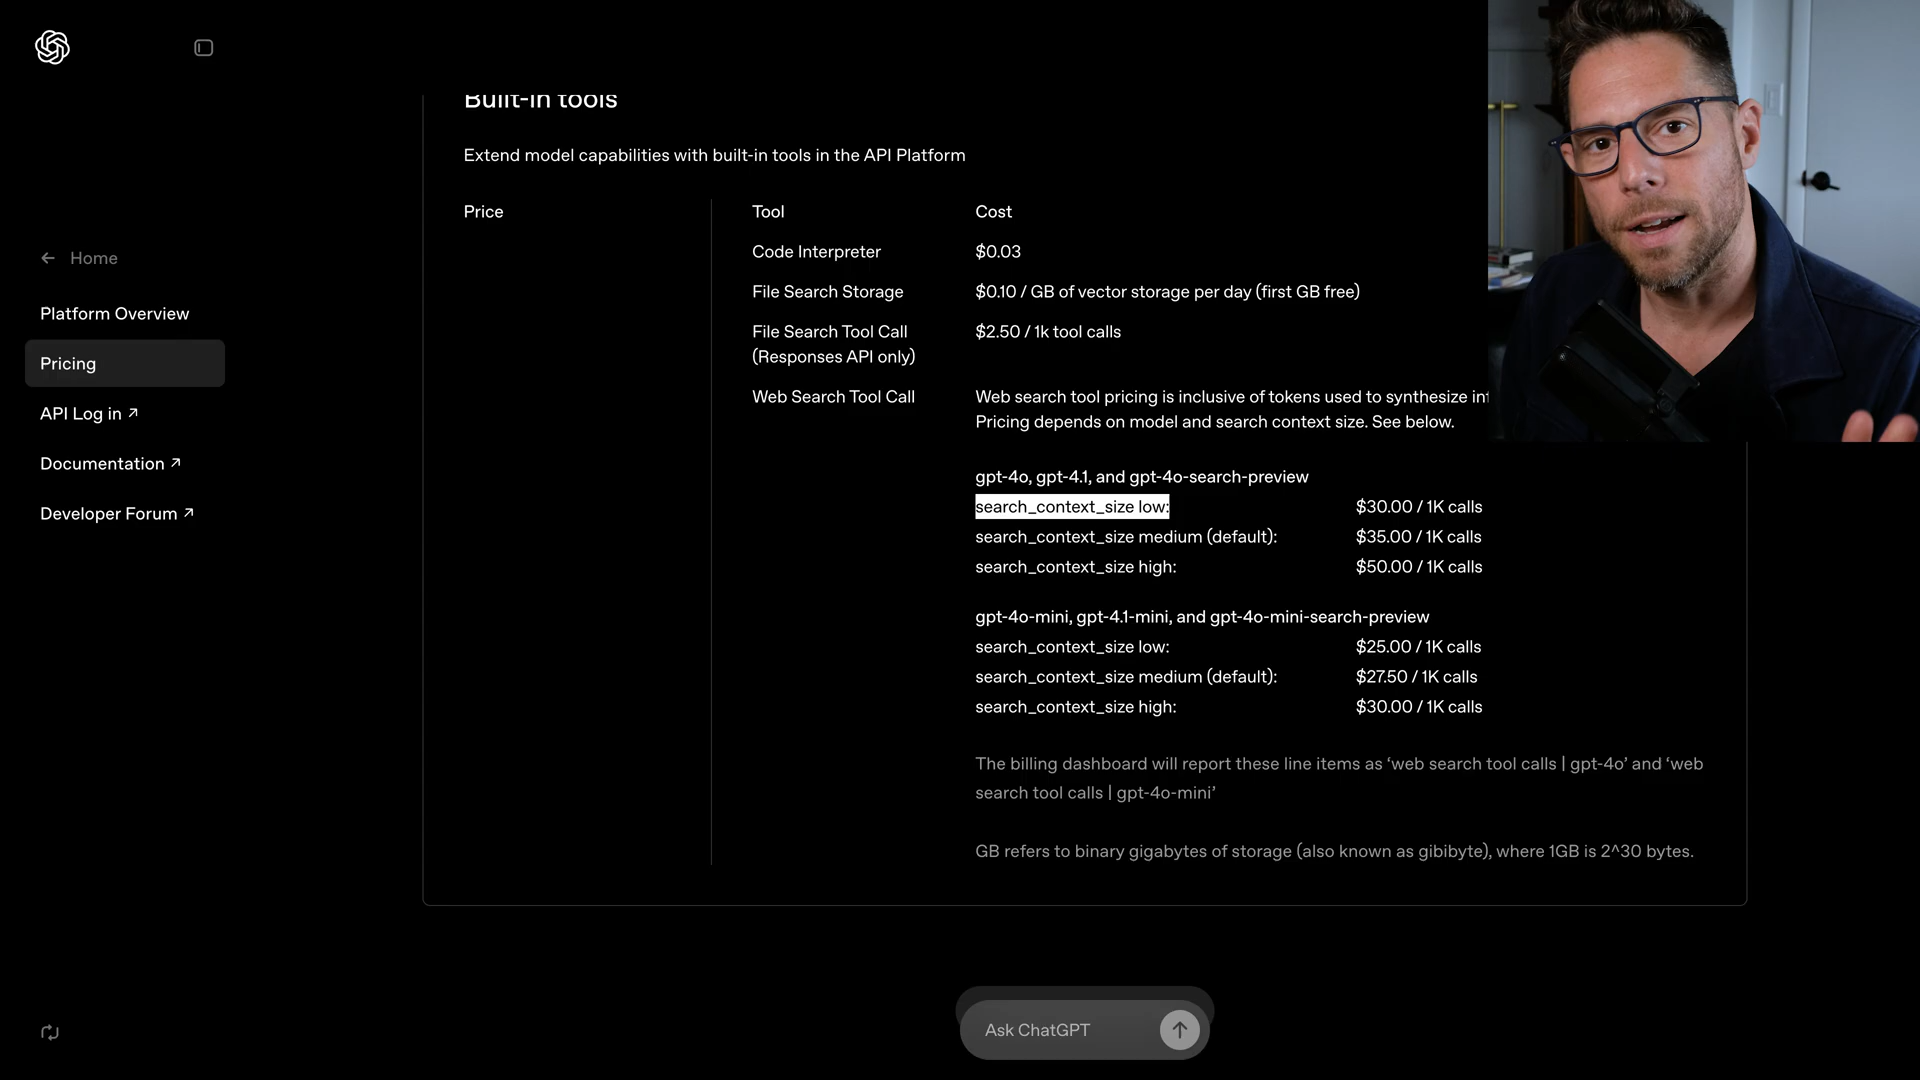 Built-in tools
Extend model capabilities with built-in tools in the API Platform
Home
Platform Overview
Pricing
API Log in ↗
Documentation ↗
Developer Forum ↗
Price
Tool Cost
Code Interpreter $0.03
File Search Storage $0.10 / GB of vector storage per day (first GB free)
File Search Tool Call $2.50 / 1k tool calls
(Responses API only)
Web Search Tool Call Web search tool pricing is inclusive of tokens used to synthesize
Pricing depends on model and search context size. See below.
gpt-4o, gpt-4.1, and gpt-4o-search-preview
search_context_size low: $30.00 / 1K calls
search_context_size medium (default): $35.00 / 1K calls
search_context_size high: $50.00 / 1K calls
gpt-4o-mini, gpt-4.1-mini, and gpt-4o-mini-search-preview
search_context_size low: $25.00 / 1K calls
search_context_size medium (default): $27.50 / 1K calls
search_context_size high: $30.00 / 1K calls
The billing dashboard will report these line items as ‘web search tool calls | gpt-4o’ and ‘web
search tool calls | gpt-4o-mini’
GB refers to binary gigabytes of storage (also known as gibibyte), where 1GB is 2^30 bytes.
Ask ChatGPT